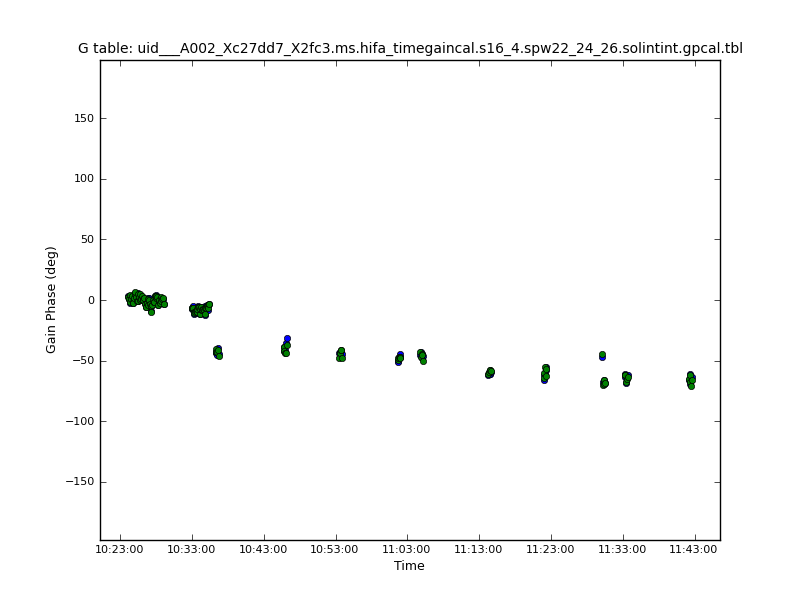 G table: uid___A002_Xc27dd7_X2fc3.ms.hifa_timegaincal.s16_4.spw22_24_26.solintint.gpcal.tbl
150
100
50
0
−50
−100
−150
Gain Phase (deg)
10:23:00 10:33:00 10:43:00 10:53:00 11:03:00 11:13:00 11:23:00 11:33:00 11:43:00
Time